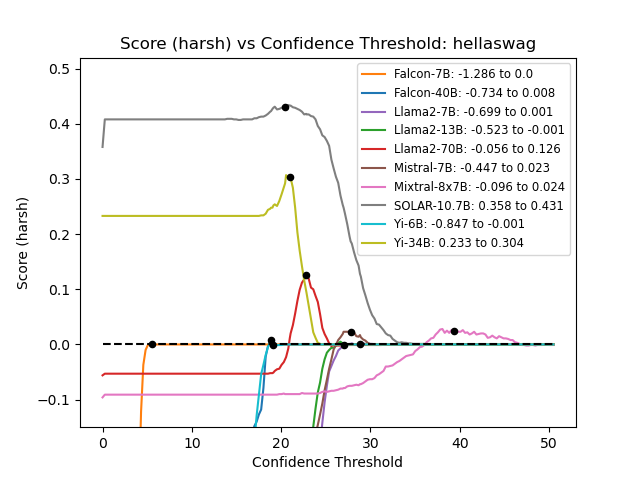 Score (harsh) vs Confidence Threshold: hellaswag
Score (harsh)
0.5
0.4
0.3
0.2
0.1
0.0
−0.1
Falcon-7B: -1.286 to 0.0
Falcon-40B: -0.734 to 0.008
Llama2-7B: -0.699 to 0.001
Llama2-13B: -0.523 to -0.001
Llama2-70B: -0.056 to 0.126
Mistral-7B: -0.447 to 0.023
Mixtral-8x7B: -0.096 to 0.024
SOLAR-10.7B: 0.358 to 0.431
Yi-6B: -0.847 to -0.001
Yi-34B: 0.233 to 0.304
0 10 20 30 40 50
Confidence Threshold